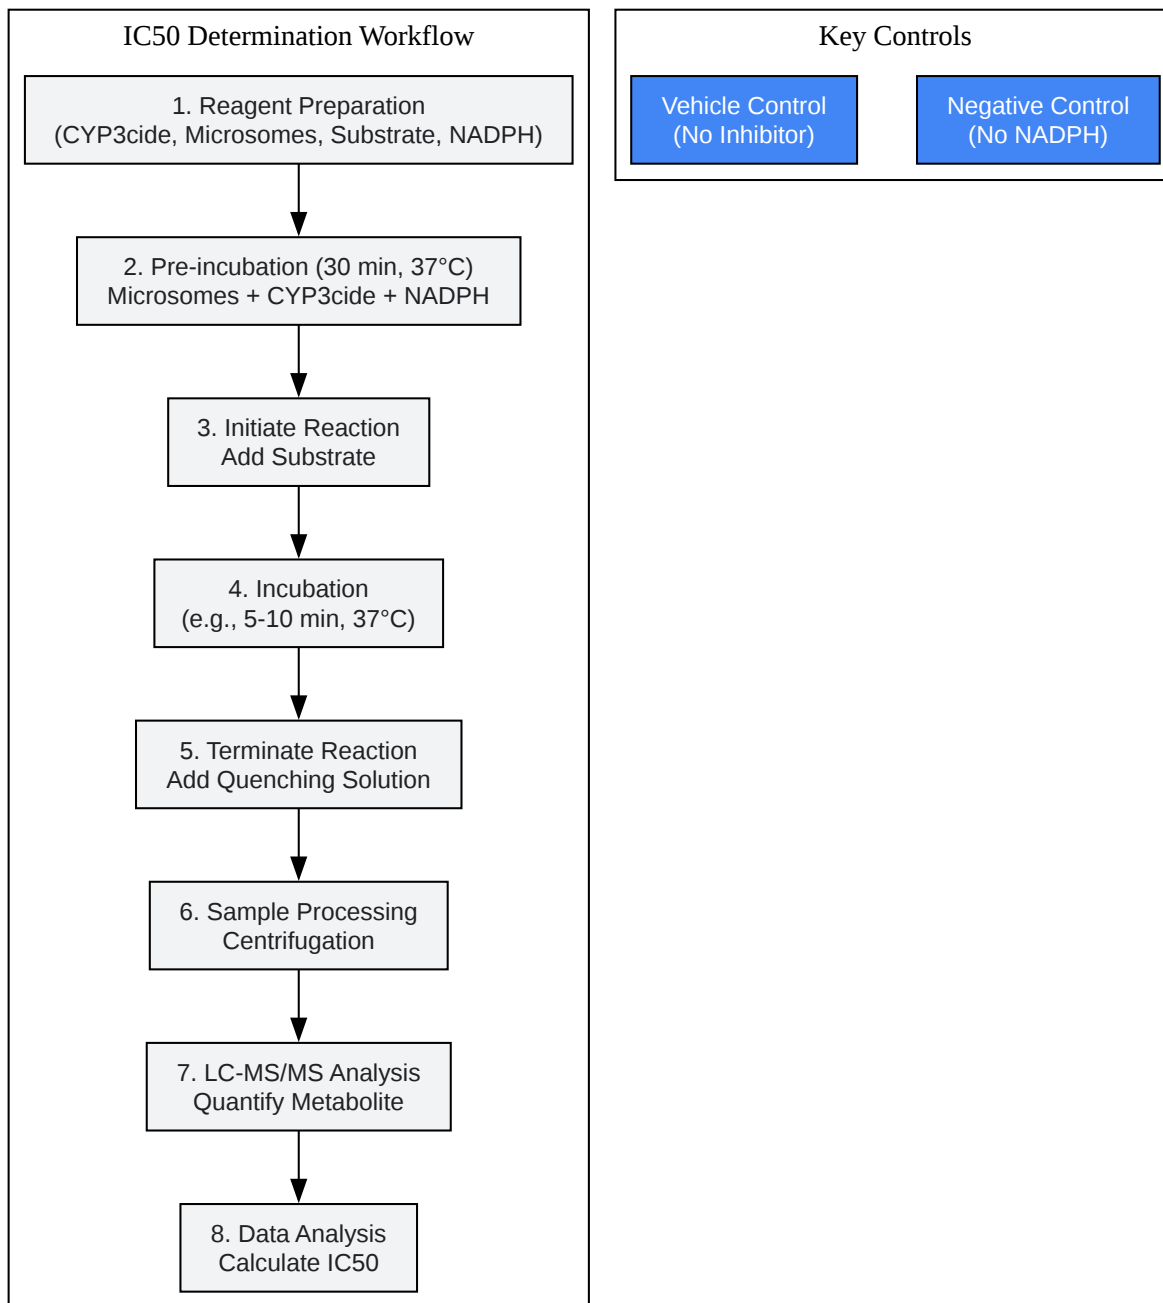 IC50 Determination Workflow
1. Reagent Preparation
(CYP3cide, Microsomes, Substrate, NADPH)
2. Pre-incubation (30 min, 37°C)
Microsomes + CYP3cide + NADPH
3. Initiate Reaction
Add Substrate
4. Incubation
(e.g., 5-10 min, 37°C)
5. Terminate Reaction
Add Quenching Solution
6. Sample Processing
Centrifugation
7. LC-MS/MS Analysis
Quantify Metabolite
8. Data Analysis
Calculate IC50
Key Controls
Vehicle Control
(No Inhibitor)
Negative Control
(No NADPH)